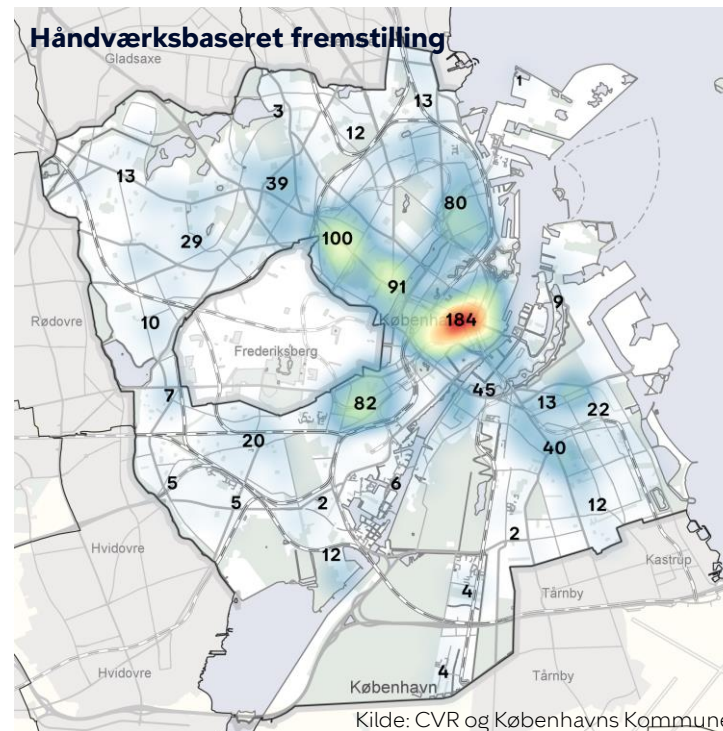 Håndværksbaseret fremstilling
Gladsaxe
1
3
13
12
13
39
80
29
100
91
9
København
184
10
Rødovre
Frederiksberg
7
82
45
13
22
20
40
5
5
2
6
12
2
12
Hvidovre
Kastrup
4
Tårnby
4
Hvidovre
Tårnby
København
Kilde: CVR og Københavns Kommune